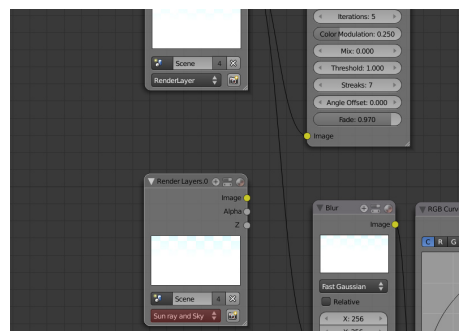 Scene 4
RenderLayer
Iterations: 5
Color Modulation: 0.250
Mix: 0.000
Threshold: 1.000
Streaks: 7
Angle Offset: 0.000
Fade: 0.970
Image
Render Layers.0
Image
Alpha
Z
Scene 4
Sun ray and Sky
Blur
Image
Fast Gaussian
Relative
X: 256
Y: 256
RGB Curv
C R G